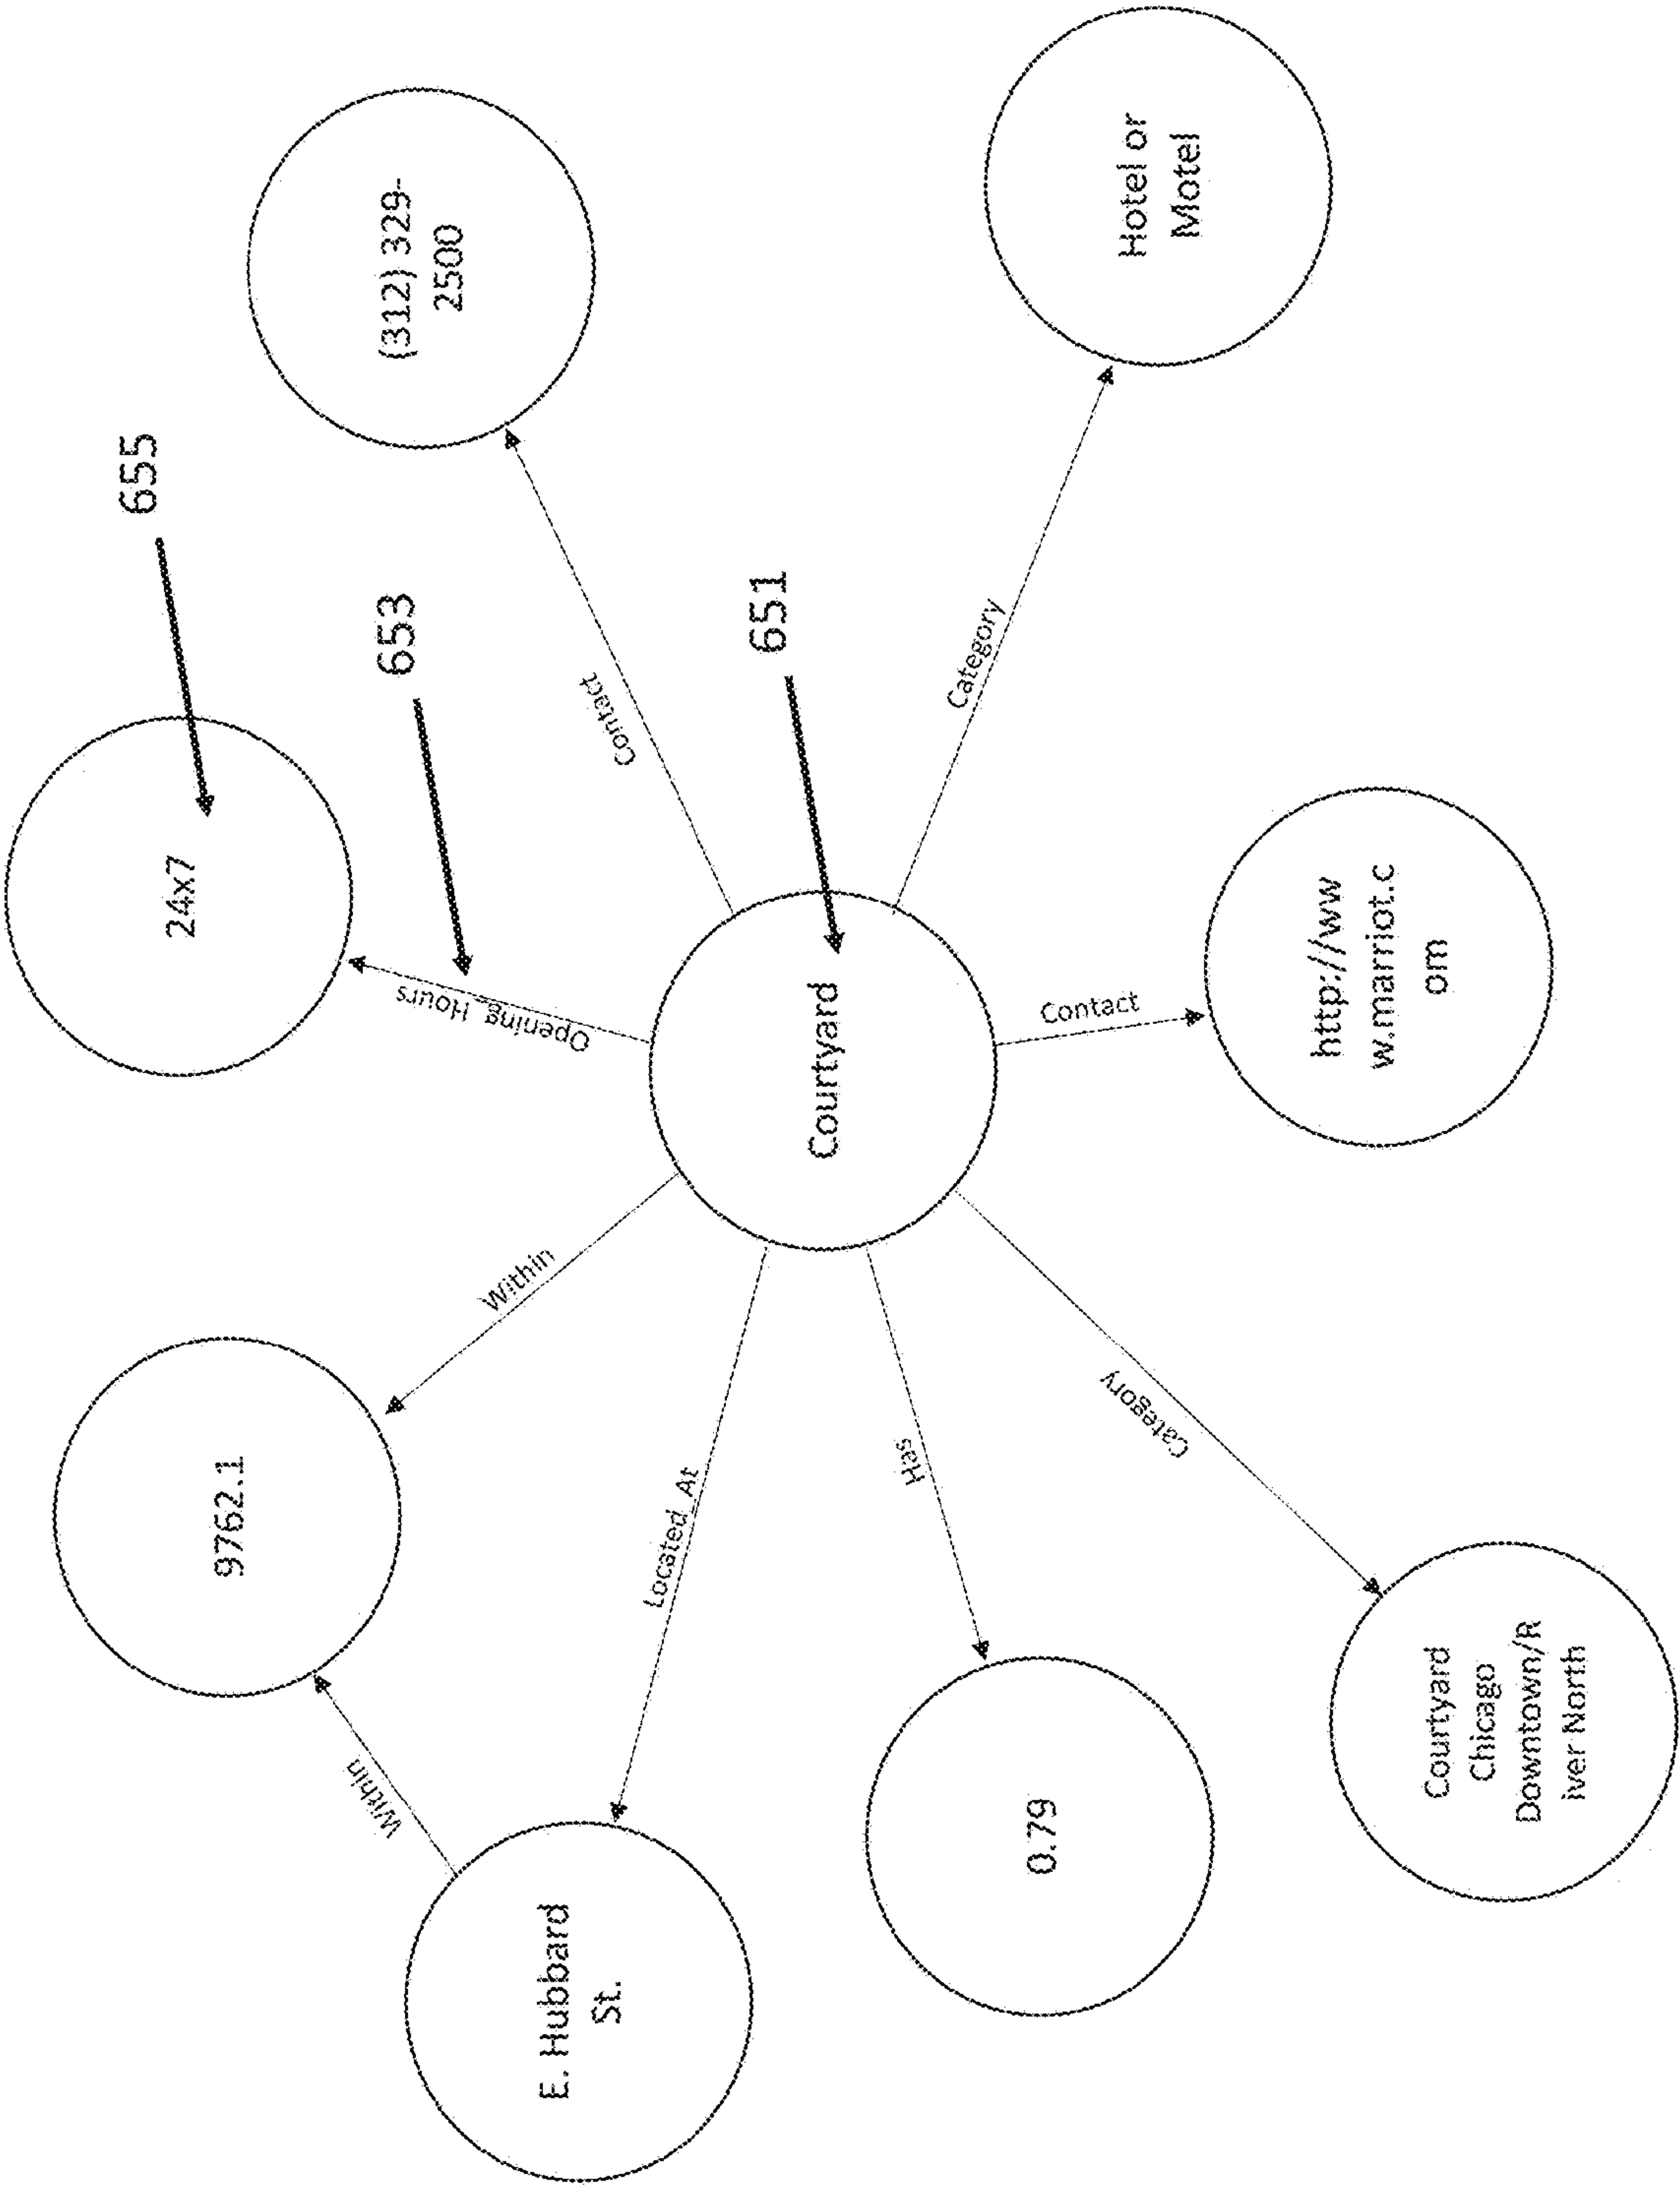 24x7
655
(312) 329-
2500
653
Opening_Hours
Contact
9762.1
Within
Within
651
Courtyard
Category
Hotel or
Motel
E. Hubbard
St.
Located_At
Has
0.79
Contact
http://ww
w.marriot.c
om
Category
Courtyard
Chicago
Downtown/R
iver North